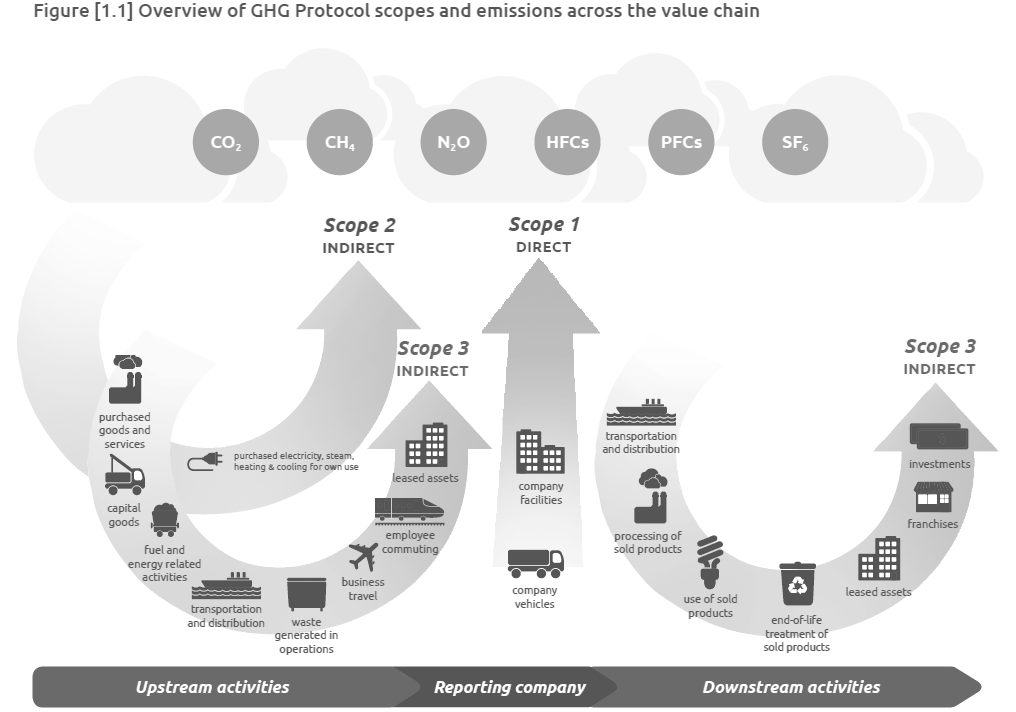 Figure [1.1] Overview of GHG Protocol scopes and emissions across the value chain
CO₂
CH₄
N₂O
HFCs
PFCs
SF₆
Scope 2
INDIRECT
Scope 1
DIRECT
Scope 3
INDIRECT
Scope 3
INDIRECT
purchased
goods and
services
capital
goods
fuel and
energy related
activities
transportation
and distribution
waste
generated in
operations
business
travel
employee
commuting
leased assets
purchased electricity, steam,
heating & cooling for own use
company
facilities
company
vehicles
transportation
and distribution
processing of
sold products
use of sold
products
end-of-life
treatment of
sold products
leased assets
franchises
investments
Upstream activities
Reporting company
Downstream activities